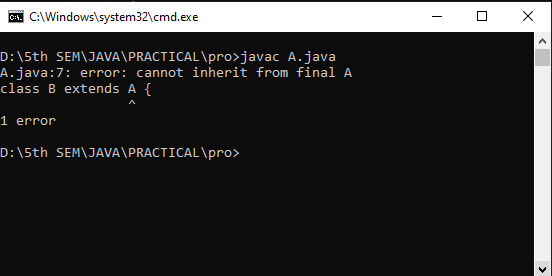 C:\Windows\system32\cmd.exe
D:\5th SEM\JAVA\PRACTICAL\pro>javac A.java
A.java:7: error: cannot inherit from final A
class B extends A {
                ^
1 error
D:\5th SEM\JAVA\PRACTICAL\pro>